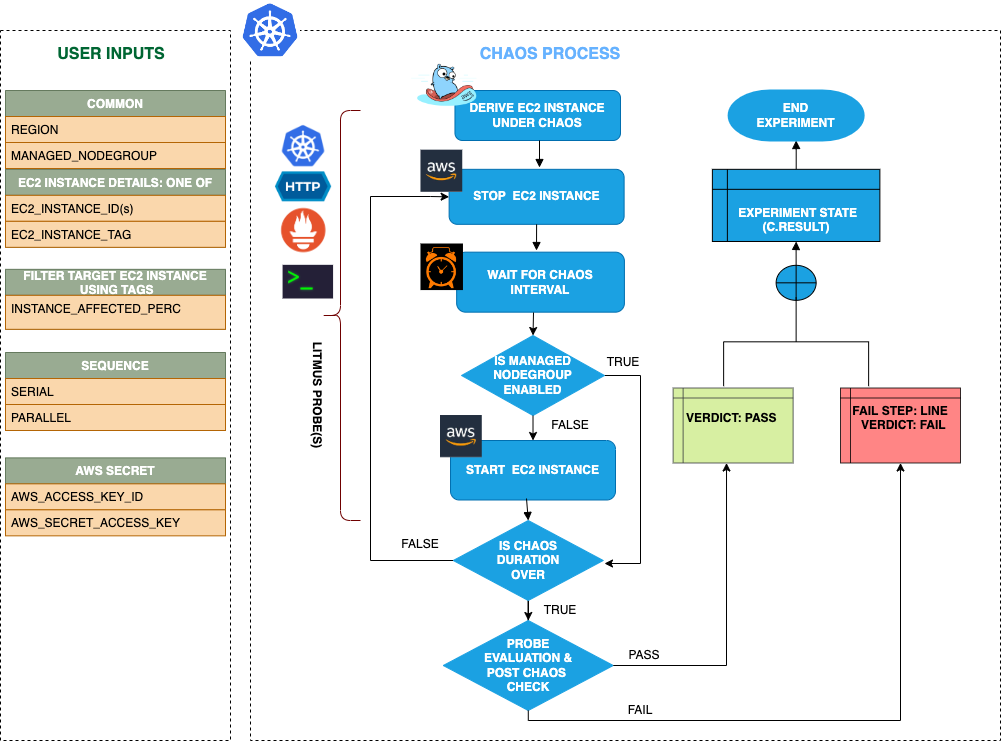 USER INPUTS
COMMON
REGION
MANAGED_NODEGROUP
EC2 INSTANCE DETAILS: ONE OF
EC2_INSTANCE_ID(s)
EC2_INSTANCE_TAG
FILTER TARGET EC2 INSTANCE
USING TAGS
INSTANCE_AFFECTED_PERC
SEQUENCE
SERIAL
PARALLEL
AWS SECRET
AWS_ACCESS_KEY_ID
AWS_SECRET_ACCESS_KEY
CHAOS PROCESS
HTTP
>_
LITMUS PROBE(S)
DERIVE EC2 INSTANCE
UNDER CHAOS
aws
STOP EC2 INSTANCE
WAIT FOR CHAOS
INTERVAL
IS MANAGED
NODEGROUP
ENABLED
TRUE
FALSE
aws
START EC2 INSTANCE
IS CHAOS
DURATION
OVER
FALSE
TRUE
PROBE
EVALUATION &
POST CHAOS
CHECK
PASS
FAIL
VERDICT: PASS
FAIL STEP: LINE
VERDICT: FAIL
EXPERIMENT STATE
(C.RESULT)
END
EXPERIMENT